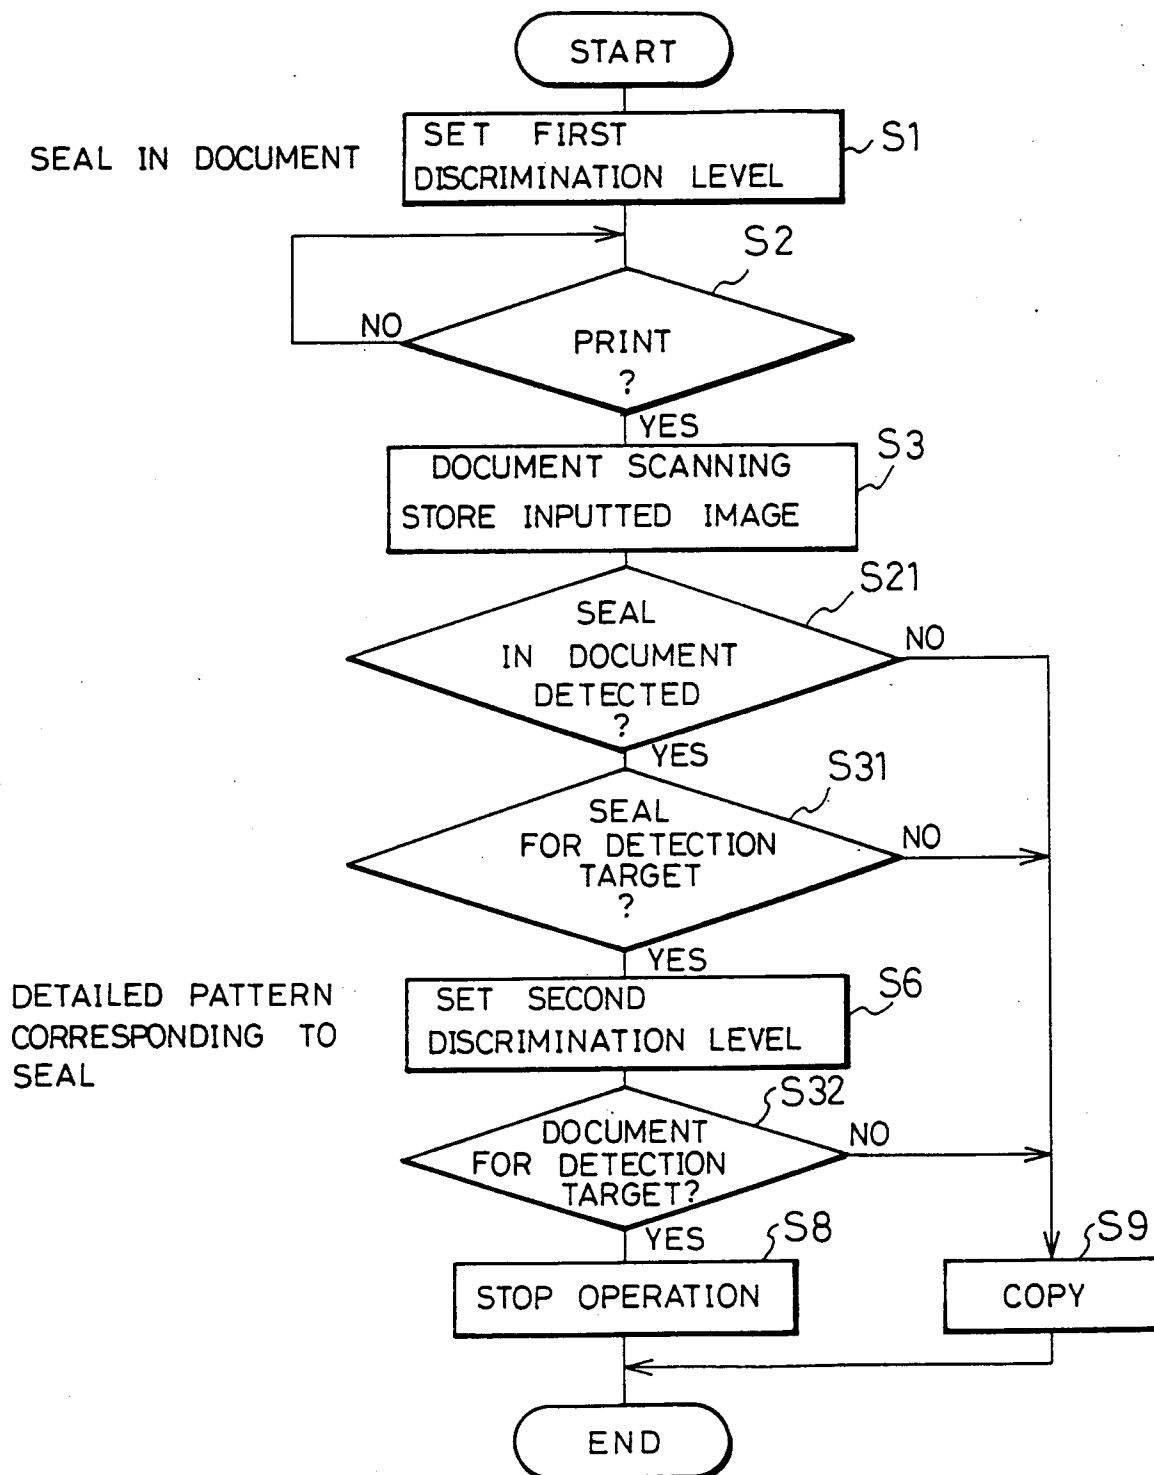 START
SEAL IN DOCUMENT
SET FIRST
DISCRIMINATION LEVEL
S1
S2
NO
PRINT
?
YES
S3
DOCUMENT SCANNING
STORE INPUTTED IMAGE
S21
SEAL
IN DOCUMENT
DETECTED
?
NO
YES
S31
SEAL
FOR DETECTION
TARGET
?
NO
YES
DETAILED PATTERN
CORRESPONDING TO
SEAL
SET SECOND
DISCRIMINATION LEVEL
S6
S32
DOCUMENT
FOR DETECTION
TARGET?
NO
YES
S8
STOP OPERATION
S9
COPY
END